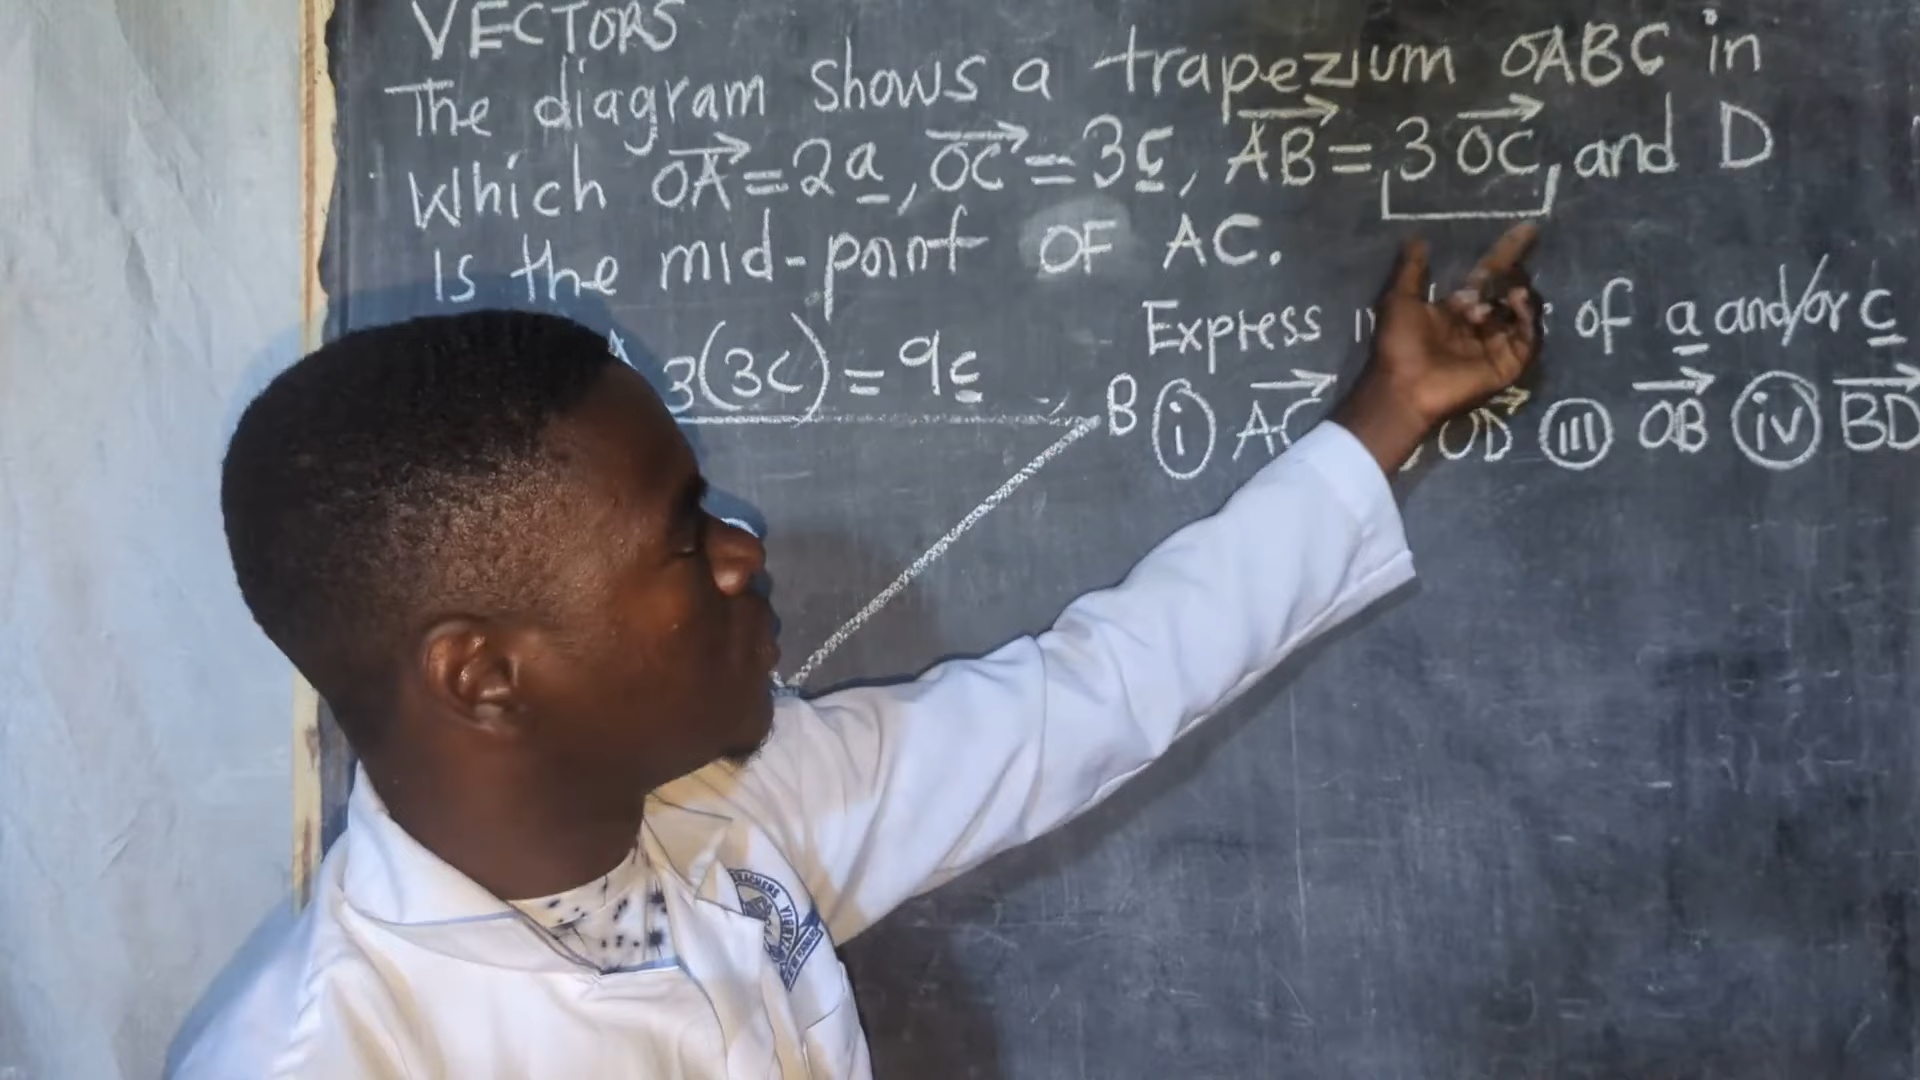 VECTORS
The diagram shows a trapezium OABC in
Which OA = 2a, OC = 3c, AB = 3 OC, and D
Is the mid-point OF AC.
Express of a and/or c
A 3(3c) = 9c
B (i) AC OD (iii) OB (iv) BD
TEACHERS